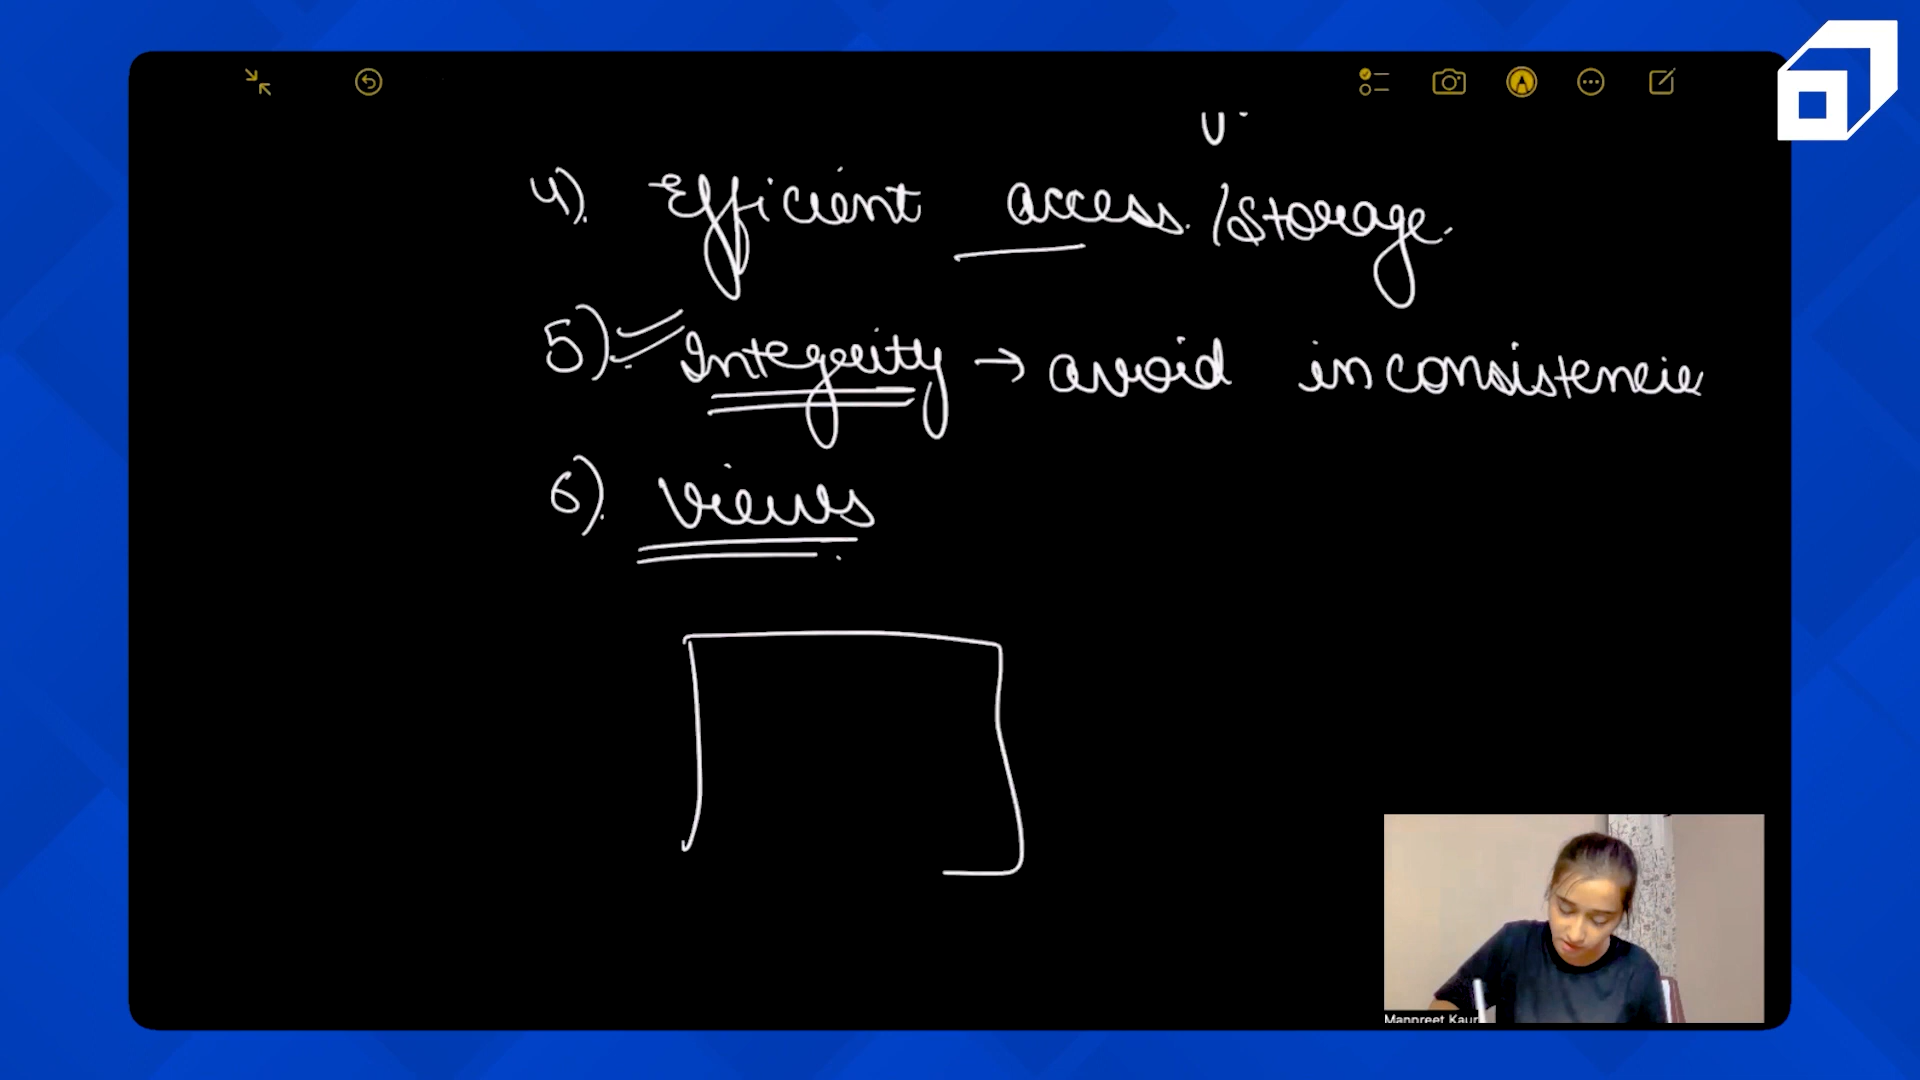 4). Efficient access. /Storage.
5) Integrity → avoid inconsistencie
6). Views
Manpreet Kaur